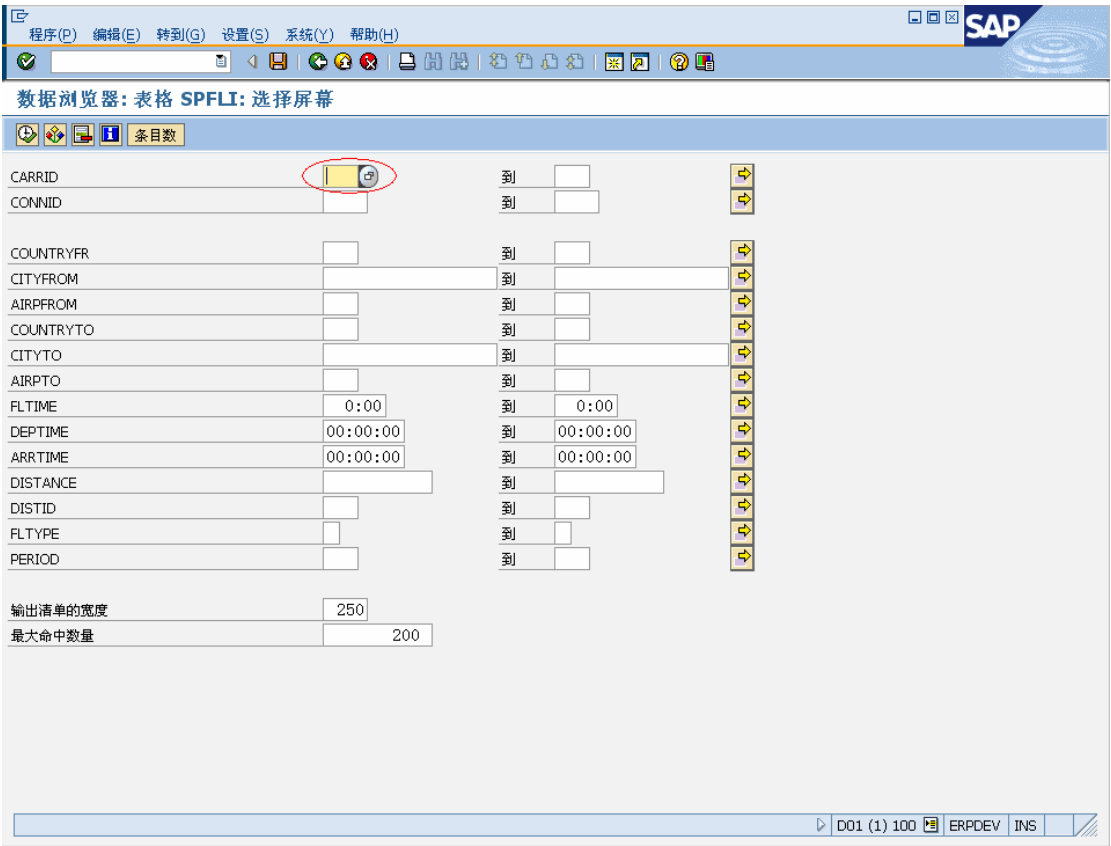 程序(P) 编辑(E) 转到(G) 设置(S) 系统(Y) 帮助(H)
SAP
数据浏览器: 表格 SPFLI: 选择屏幕
条目数
CARRID 到
CONNID 到
COUNTRYFR 到
CITYFROM 到
AIRPFROM 到
COUNTRYTO 到
CITYTO 到
AIRPTO 到
FLTIME 0:00 到 0:00
DEPTIME 00:00:00 到 00:00:00
ARRTIME 00:00:00 到 00:00:00
DISTANCE 到
DISTID 到
FLTYPE 到
PERIOD 到
输出清单的宽度 250
最大命中数量 200
D01 (1) 100 ERPDEV INS